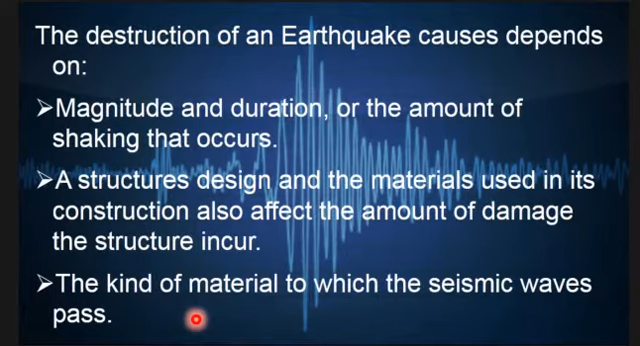 The destruction of an Earthquake causes depends
on:
➢Magnitude and duration, or the amount of
shaking that occurs.
➢A structures design and the materials used in its
construction also affect the amount of damage
the structure incur.
➢The kind of material to which the seismic waves
pass.